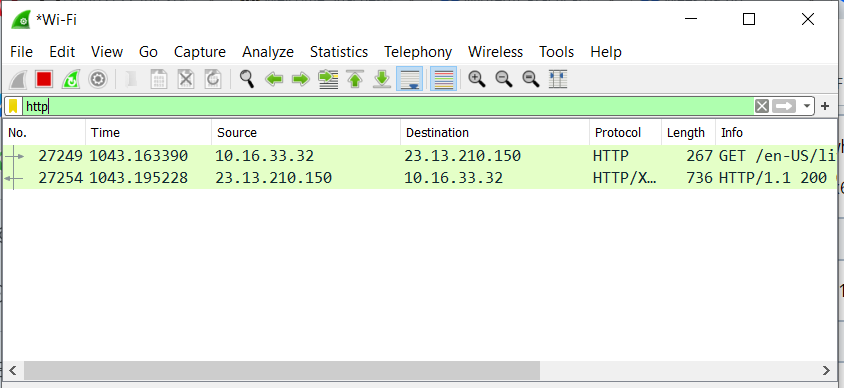 *Wi-Fi
File Edit View Go Capture Analyze Statistics Telephony Wireless Tools Help
http
No. Time Source Destination Protocol Length Info
27249 1043.163390 10.16.33.32 23.13.210.150 HTTP 267 GET /en-US/li
27254 1043.195228 23.13.210.150 10.16.33.32 HTTP/X… 736 HTTP/1.1 200